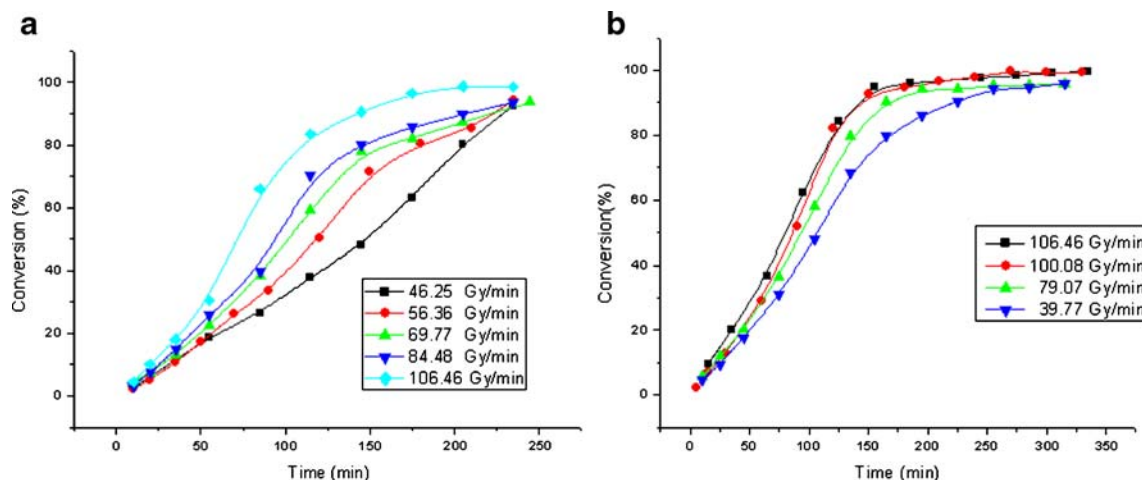 a
100
80
60
40
20
0
Conversion (%)
0
50
100
150
200
250
Time (min)
46.25 Gy/min
56.36 Gy/min
69.77 Gy/min
84.48 Gy/min
106.46 Gy/min
b
100
80
60
40
20
0
Conversion(%)
0
50
100
150
200
250
300
350
Time (min)
106.46 Gy/min
100.08 Gy/min
79.07 Gy/min
39.77 Gy/min